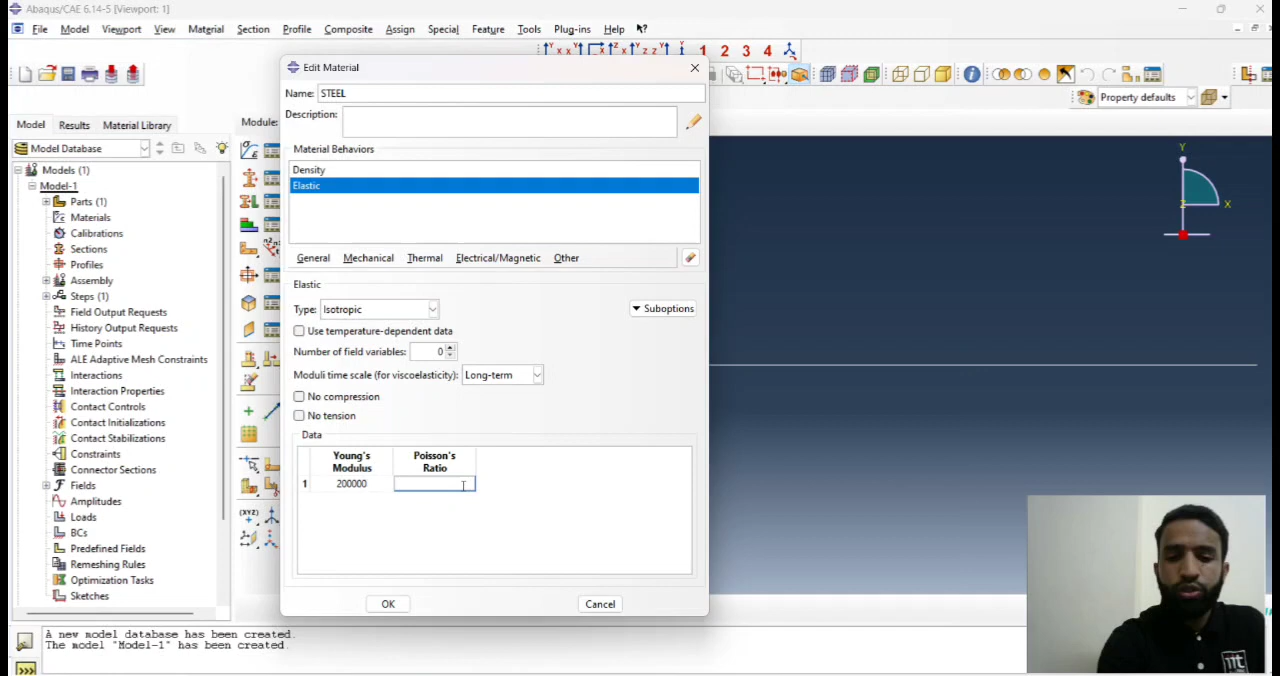 Abaqus/CAE 6.14-5 [Viewport: 1]
File Model Viewport View Material Section Profile Composite Assign Special Feature Tools Plug-ins Help
1 2 3 4
Edit Material
Property defaults
Name: STEEL
Description:
Model Results Material Library
Module:
Model Database
Material Behaviors
Density
Elastic
General Mechanical Thermal Electrical/Magnetic Other
Elastic
Type: Isotropic
Suboptions
Use temperature-dependent data
Number of field variables: 0
Moduli time scale (for viscoelasticity): Long-term
No compression
No tension
Data
Young's Modulus
Poisson's Ratio
1 200000
OK Cancel
Models (1)
Model-1
Parts (1)
Materials
Calibrations
Sections
Profiles
Assembly
Steps (1)
Field Output Requests
History Output Requests
Time Points
ALE Adaptive Mesh Constraints
Interactions
Interaction Properties
Contact Controls
Contact Initializations
Contact Stabilizations
Constraints
Connector Sections
Fields
Amplitudes
Loads
BCs
Predefined Fields
Remeshing Rules
Optimization Tasks
Sketches
(XYZ)
Y
Z
X
A new model database has been created.
The model "Model-1" has been created.